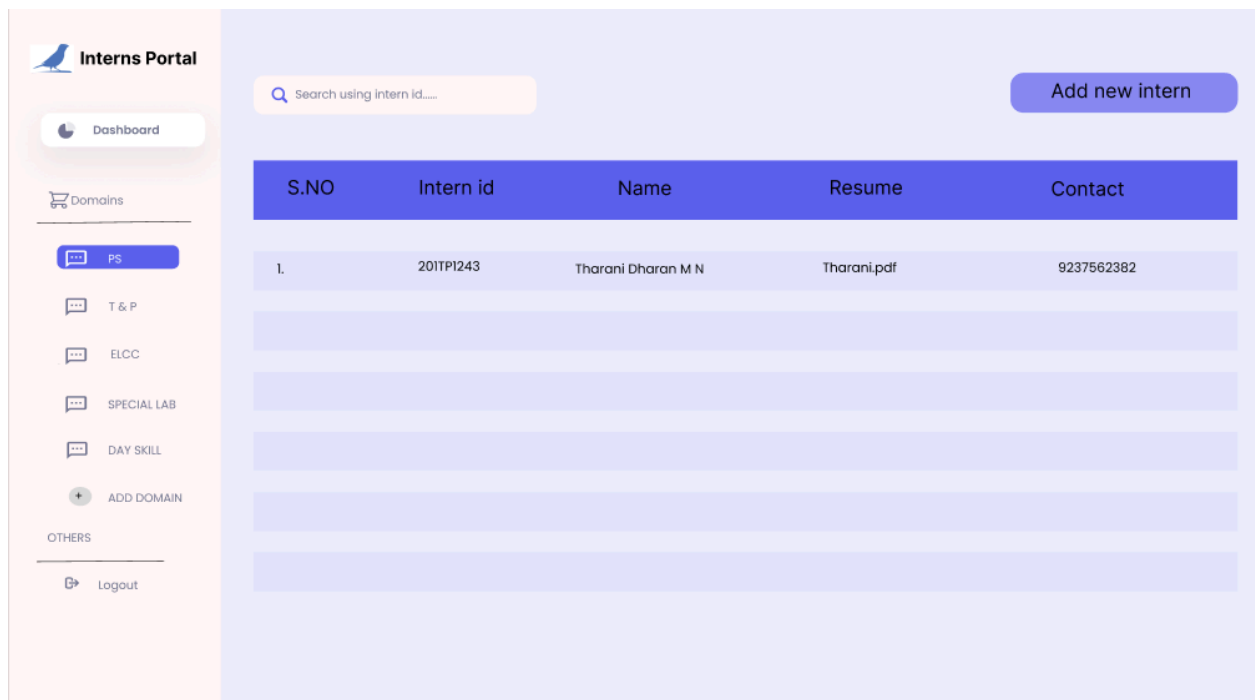 Interns Portal
Dashboard
Domains
PS
T & P
ELCC
SPECIAL LAB
DAY SKILL
+ ADD DOMAIN
OTHERS
Logout
Search using intern id......
Add new intern
S.NO Intern id Name Resume Contact
1. 201TP1243 Tharani Dharan M N Tharani.pdf 9237562382